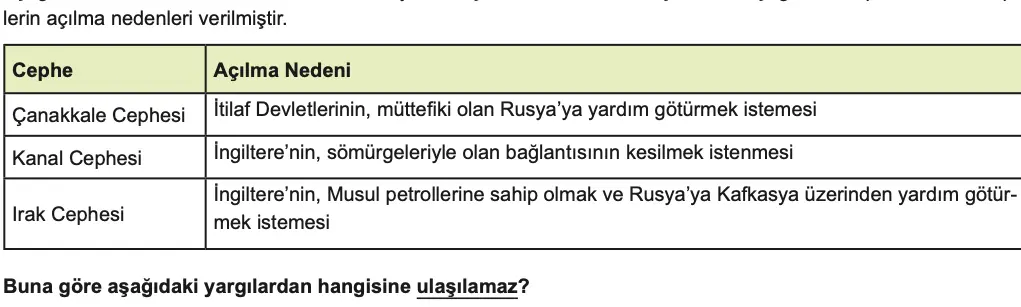 lerin açılma nedenleri verilmiştir.
Cephe
Açılma Nedeni
Çanakkale Cephesi
İtilaf Devletlerinin, müttefiki olan Rusya’ya yardım götürmek istemesi
Kanal Cephesi
İngiltere’nin, sömürgeleriyle olan bağlantısının kesilmek istenmesi
Irak Cephesi
İngiltere’nin, Musul petrollerine sahip olmak ve Rusya’ya Kafkasya üzerinden yardım götür-
mek istemesi
Buna göre aşağıdaki yargılardan hangisine ulaşılamaz?